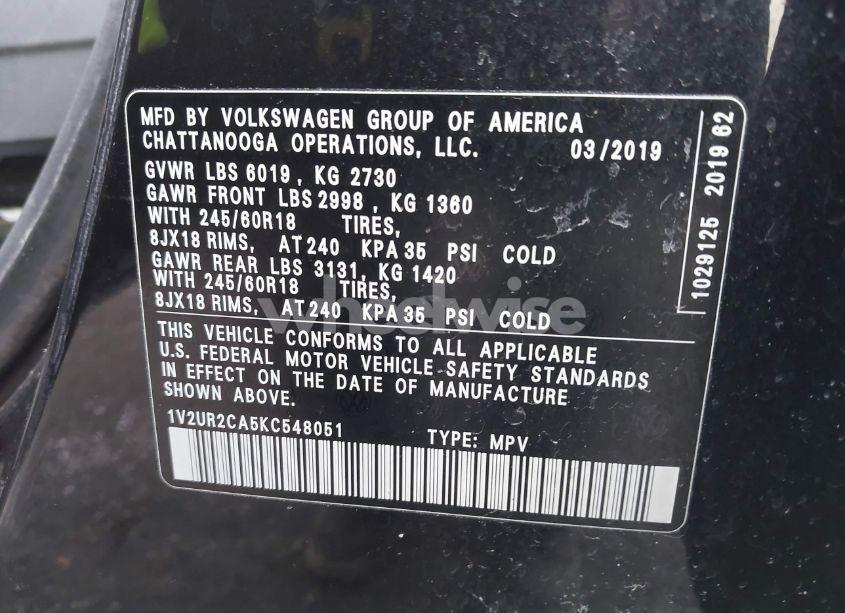 MFD BY VOLKSWAGEN GROUP OF AMERICA
CHATTANOOGA OPERATIONS, LLC. 03/2019
GVWR LBS 6019, KG 2730
GAWR FRONT LBS 2998, KG 1360
WITH 245/60R18 TIRES,
8JX18 RIMS, AT 240 KPA 35 PSI COLD
GAWR REAR LBS 3131, KG 1420
WITH 245/60R18 TIRES,
8JX18 RIMS, AT 240 KPA 35 PSI COLD
THIS VEHICLE CONFORMS TO ALL APPLICABLE
U.S. FEDERAL MOTOR VEHICLE SAFETY STANDARDS
IN EFFECT ON THE DATE OF MANUFACTURE
SHOWN ABOVE.
1V2UR2CA5KC548051 TYPE: MPV
1029125 2019 62
wheelwise